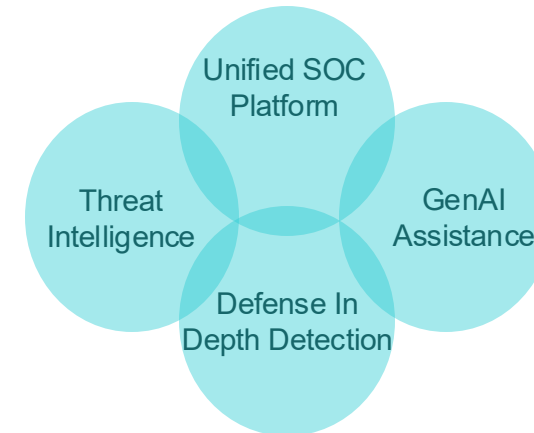 Unified SOC
Platform
Threat
Intelligence
GenAI
Assistance
Defense In
Depth Detection